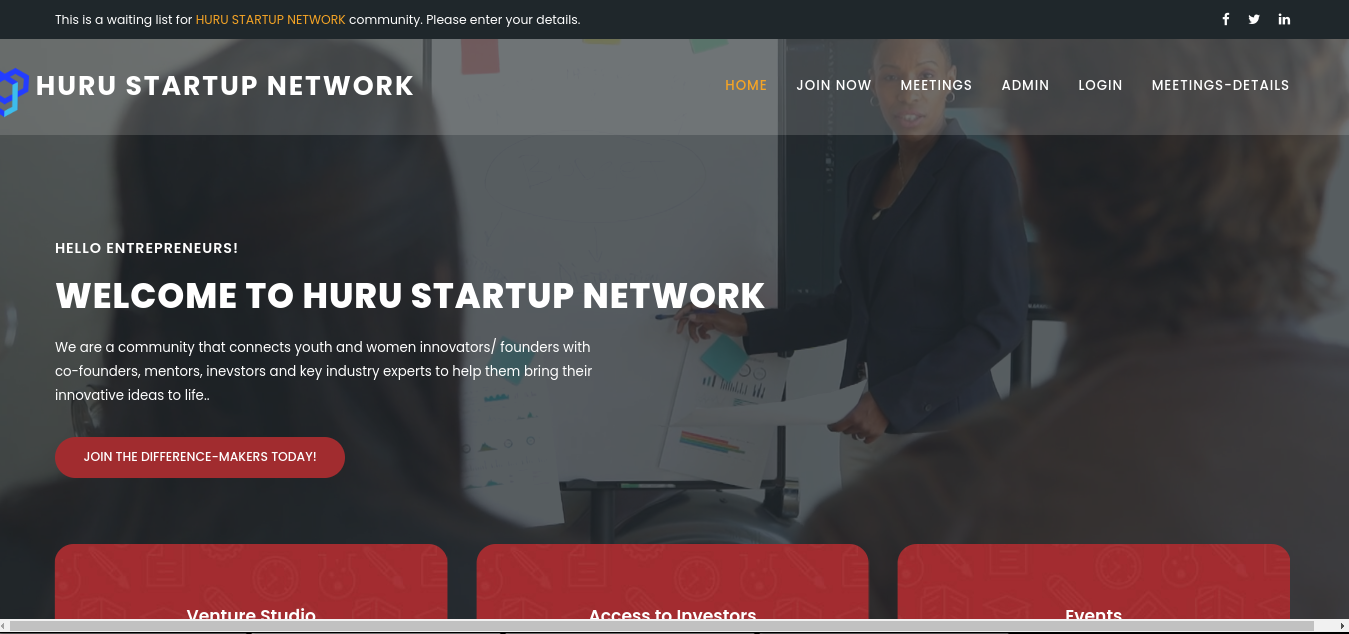 This is a waiting list for HURU STARTUP NETWORK community. Please enter your details.
HURU STARTUP NETWORK
HOME JOIN NOW MEETINGS ADMIN LOGIN MEETINGS-DETAILS
HELLO ENTREPRENEURS!
WELCOME TO HURU STARTUP NETWORK
We are a community that connects youth and women innovators/ founders with
co-founders, mentors, inevstors and key industry experts to help them bring their
innovative ideas to life..
JOIN THE DIFFERENCE-MAKERS TODAY!
Venture Studio Access to Investors Events